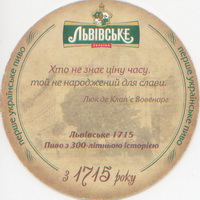 ЛЬВІВСЬКЕ
Хто не знає ціну часу,
той не народжений для слави.
Люк де Клап'є Вовенарг
Львівське 1715
Пиво з 300-літньою історією
з 1715 року
перше українське пиво
перше українське пиво